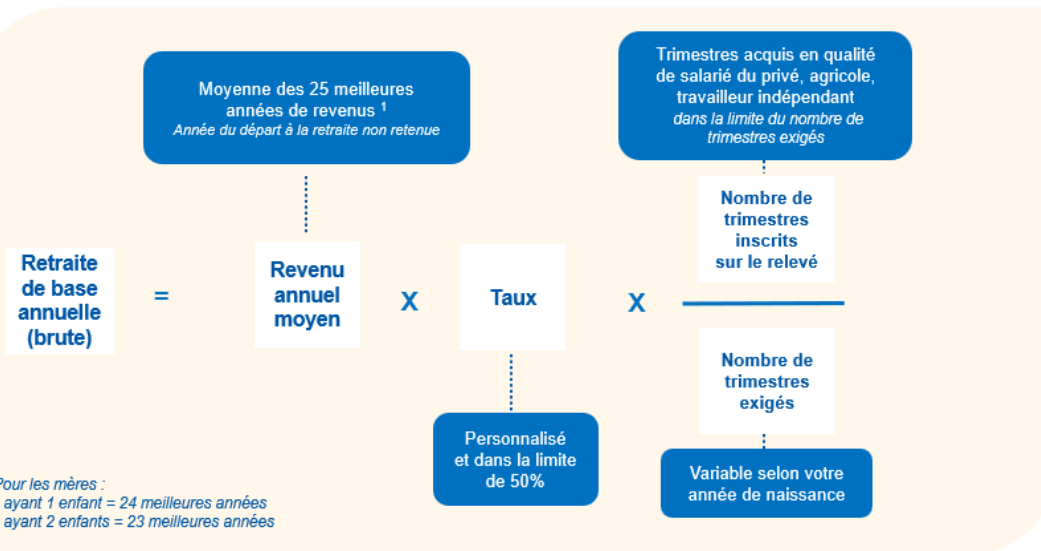 Moyenne des 25 meilleures
années de revenus ¹
Année du départ à la retraite non retenue
Trimestres acquis en qualité
de salarié du privé, agricole,
travailleur indépendant
dans la limite du nombre de
trimestres exigés
Retraite
de base
annuelle
(brute)
=
Revenu
annuel
moyen
X
Taux
X
Nombre de
trimestres
inscrits
sur le relevé
Nombre de
trimestres
exigés
Personnalisé
et dans la limite
de 50%
Variable selon votre
année de naissance
Pour les mères :
ayant 1 enfant = 24 meilleures années
ayant 2 enfants = 23 meilleures années